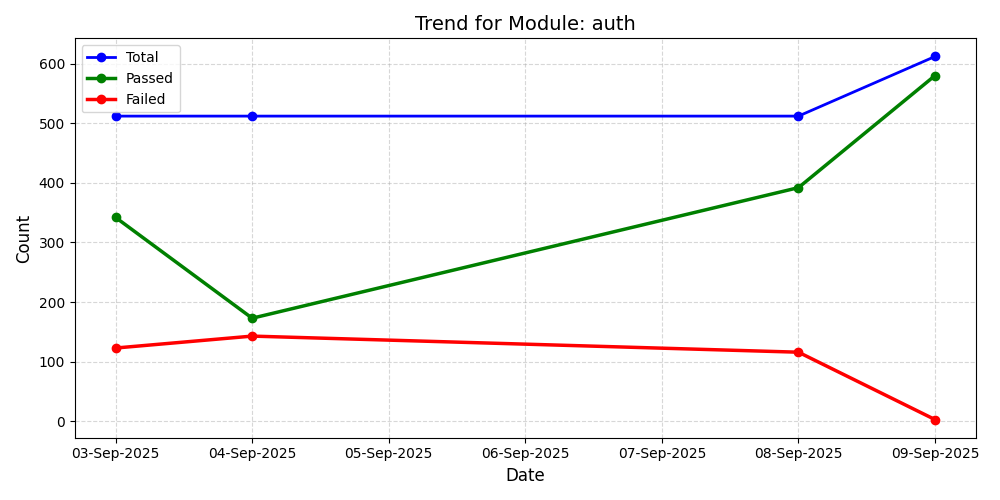 Trend for Module: auth
Total
Passed
Failed
600
500
400
300
200
100
0
Count
03-Sep-2025 04-Sep-2025 05-Sep-2025 06-Sep-2025 07-Sep-2025 08-Sep-2025 09-Sep-2025
Date